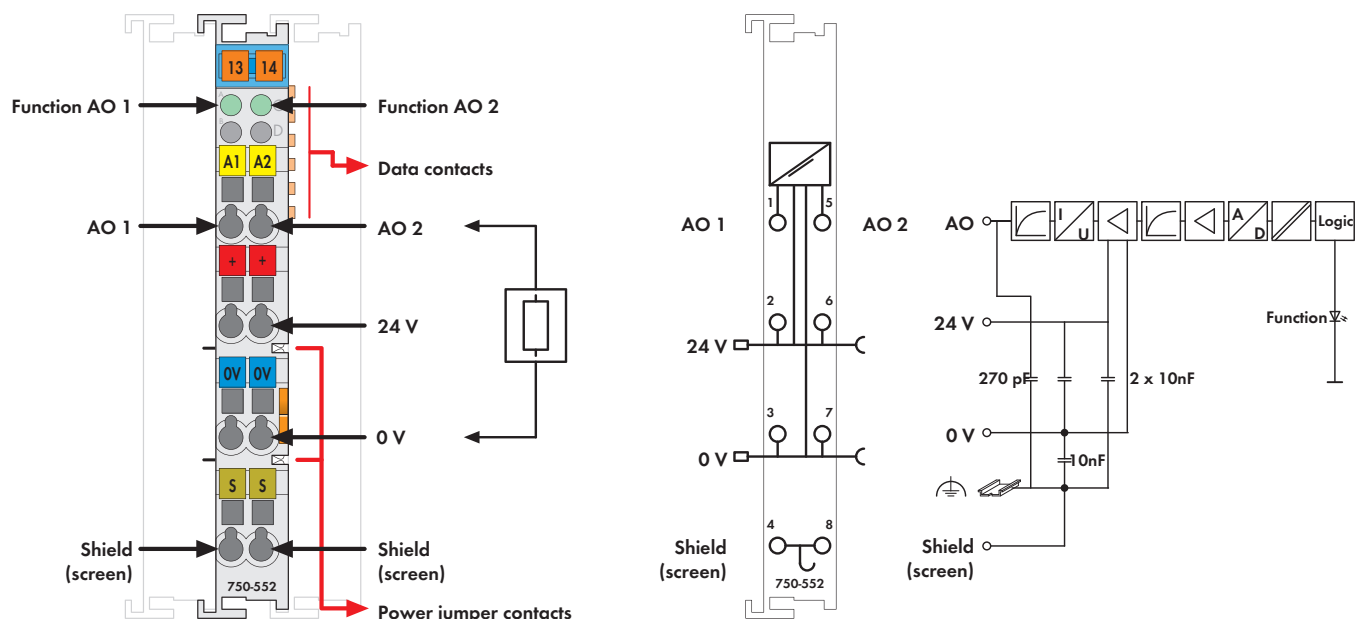 13 14
Function AO 1
Function AO 2
A C
B D
A1 A2
Data contacts
AO 1
AO 2
+ +
24 V
0V 0V
0 V
S S
Shield
(screen)
Shield
(screen)
750-552
Power jumper contacts
1 5
AO 1
AO 2
2 6
24 V
3 7
0 V
4 8
Shield
(screen)
750-552
AO
I
U
A
D
Logic
24 V
Function
270 pF
2 x 10nF
0 V
10nF
Shield
(screen)